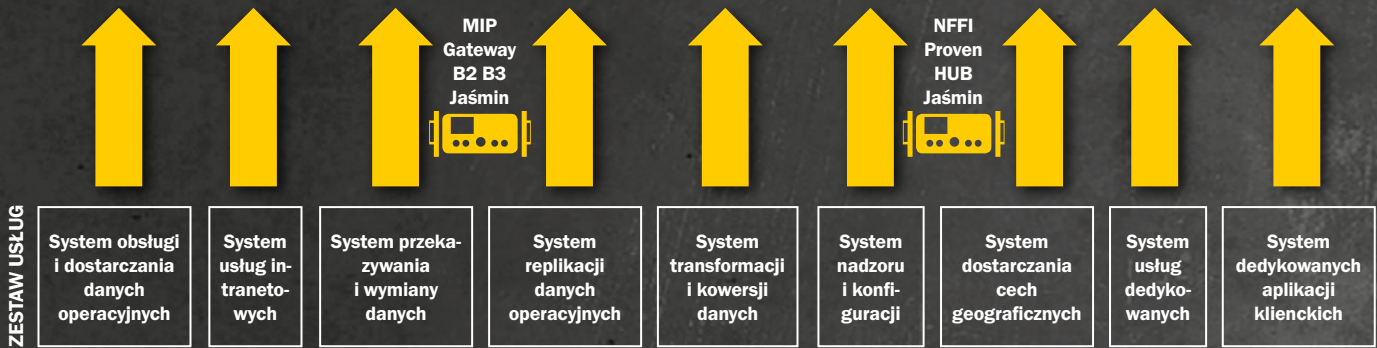 MIP
Gateway
B2 B3
Jaśmin
NFFI
Proven
HUB
Jaśmin
ZESTAW USŁUG
System obsługi
i dostarczania
danych
operacyjnych
System
usług in-
traneto-
wych
System przeka-
zywania
i wymiany
danych
System
replikacji
danych
operacyjnych
System
transformacji
i kowersji
danych
System
nadzoru
i konfi-
guracji
System
dostarczania
cech
geograficznych
System
usług
dedyko-
wanych
System
dedykowanych
aplikacji
klienckich